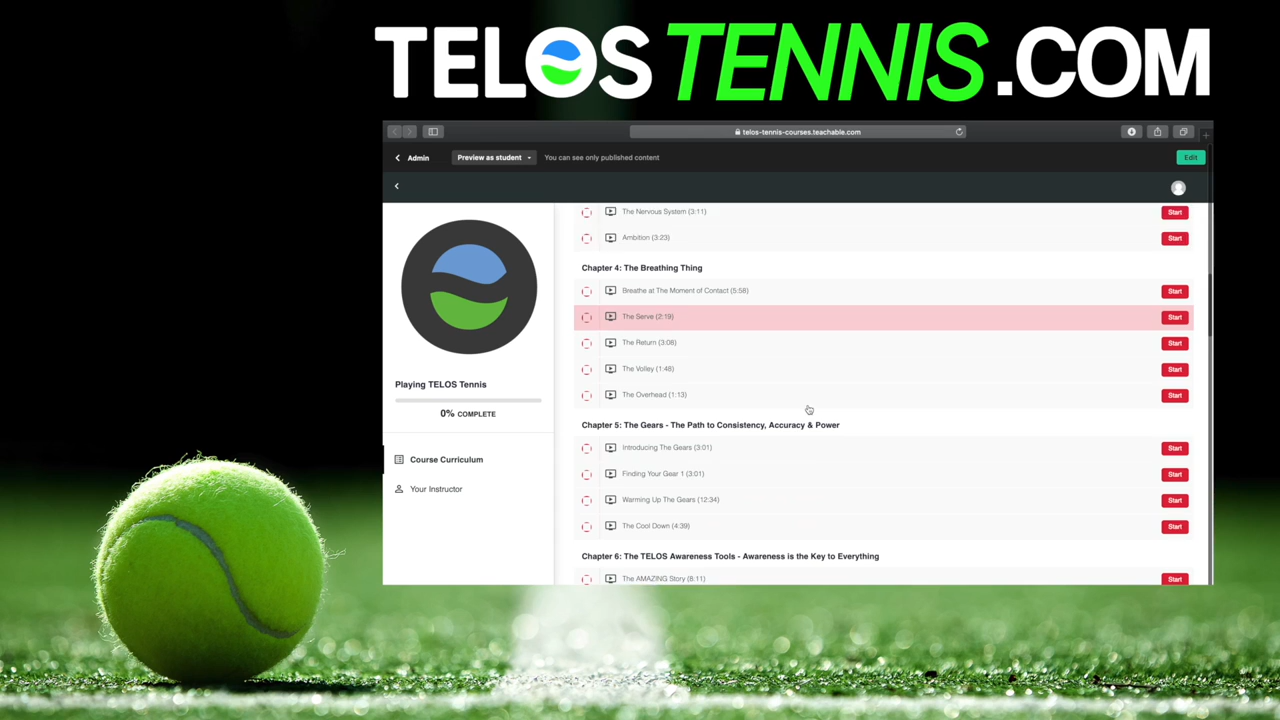 TELOS TENNIS .COM
telos-tennis-courses.teachable.com
Admin
Preview as student
You can see only published content
Edit
The Nervous System (3:11)
Start
Ambition (3:23)
Start
Chapter 4: The Breathing Thing
Breathe at The Moment of Contact (5:58)
Start
The Serve (2:19)
Start
The Return (3:08)
Start
The Volley (1:48)
Start
The Overhead (1:13)
Start
Chapter 5: The Gears - The Path to Consistency, Accuracy & Power
Introducing The Gears (3:01)
Start
Finding Your Gear 1 (3:01)
Start
Warming Up The Gears (12:34)
Start
The Cool Down (4:39)
Start
Chapter 6: The TELOS Awareness Tools - Awareness is the Key to Everything
The AMAZING Story (8:11)
Start
Playing TELOS Tennis
0% COMPLETE
Course Curriculum
Your Instructor